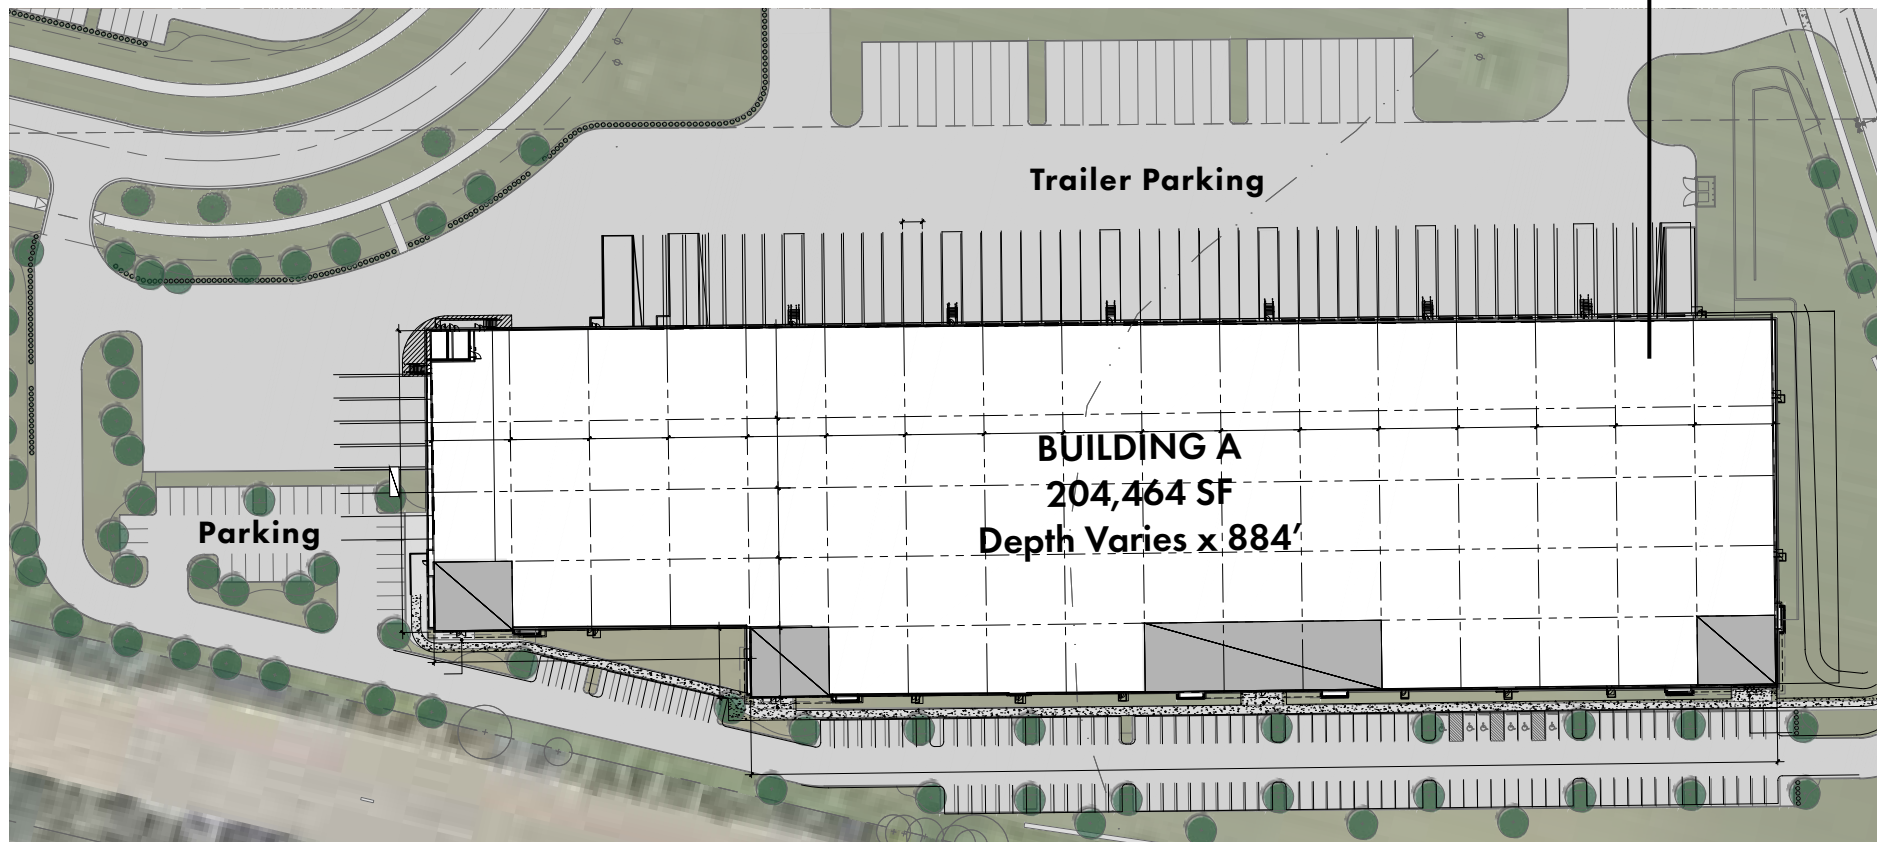 Trailer Parking
BUILDING A
204,464 SF
Depth Varies x 884’
Parking